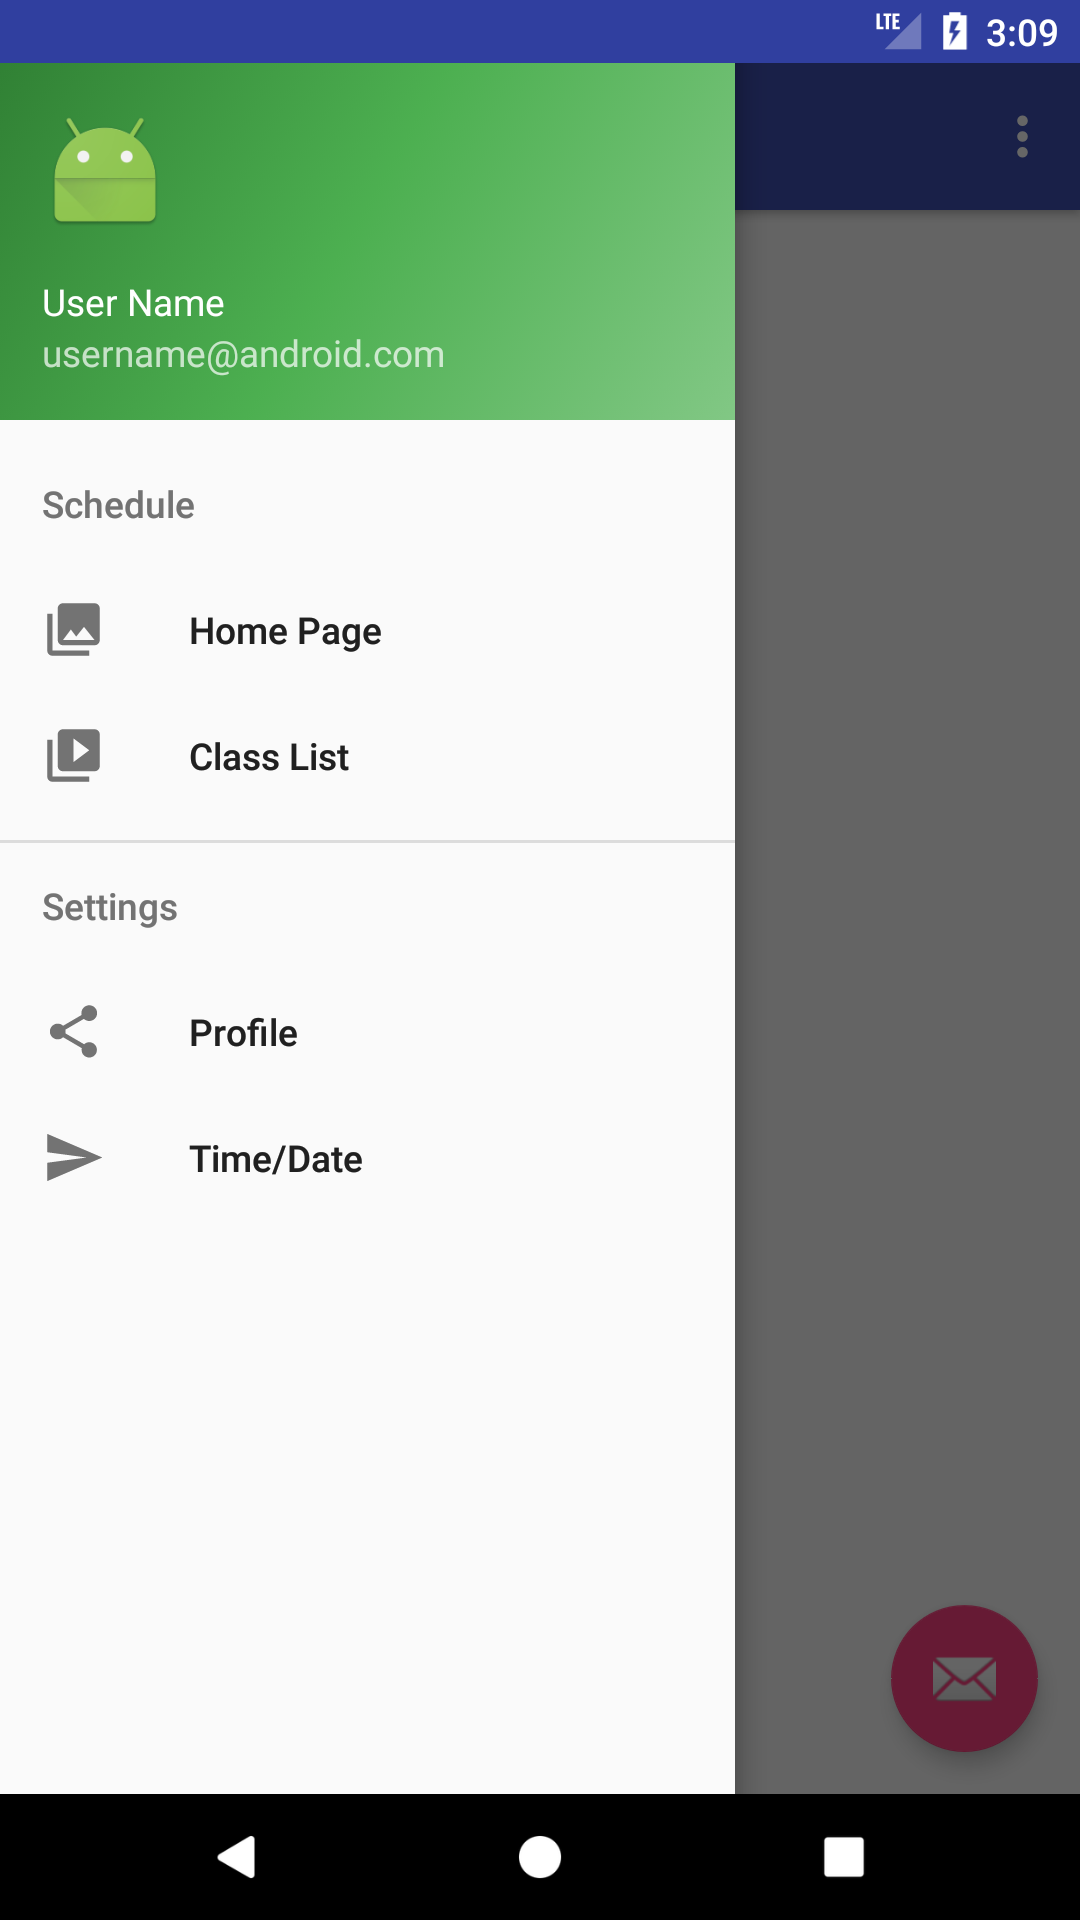 LTE 3:09
User Name
username@android.com
Schedule
Home Page
Class List
Settings
Profile
Time/Date